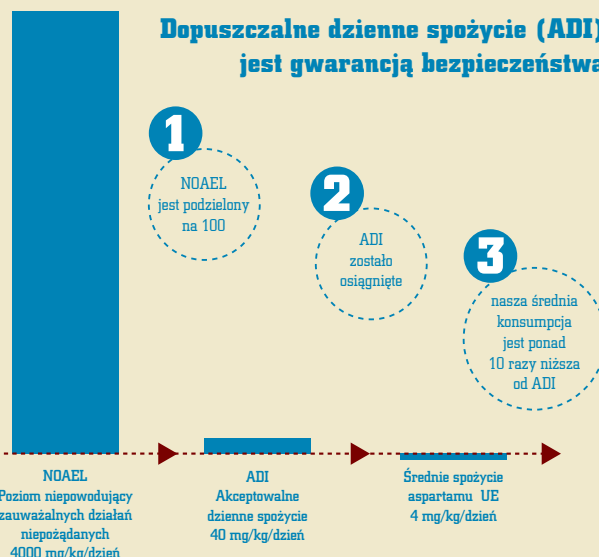 Dopuszczalne dzienne spożycie (ADI)
jest gwarancją bezpieczeństwa
1
NOAEL
jest podzielony
na 100
2
ADI
zostało
osiągnięte
3
nasza średnia
konsumpcja
jest ponad
10 razy niższa
od ADI
NOAEL
Poziom niepowodujący
zauważalnych działań
niepożądanych
4000 mg/kg/dzień
ADI
Akceptowalne
dzienne spożycie
40 mg/kg/dzień
Średnie spożycie
aspartamu UE
4 mg/kg/dzień